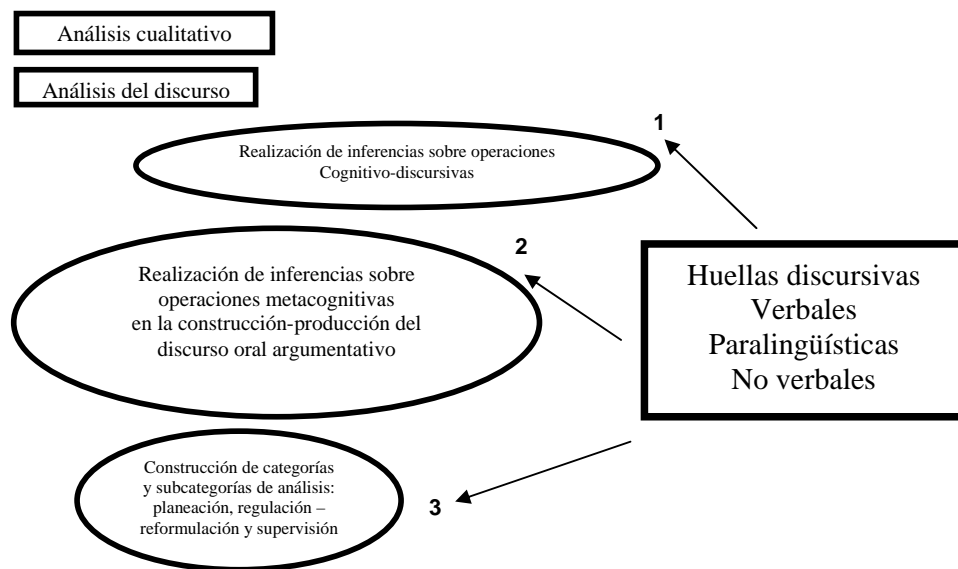 Análisis cualitativo
Análisis del discurso
1
Realización de inferencias sobre operaciones
Cognitivo-discursivas
2
Realización de inferencias sobre
operaciones metacognitivas
en la construcción-producción del
discurso oral argumentativo
Huellas discursivas
Verbales
Paralingüísticas
No verbales
Construcción de categorías
y subcategorías de análisis:
planeación, regulación –
reformulación y supervisión
3